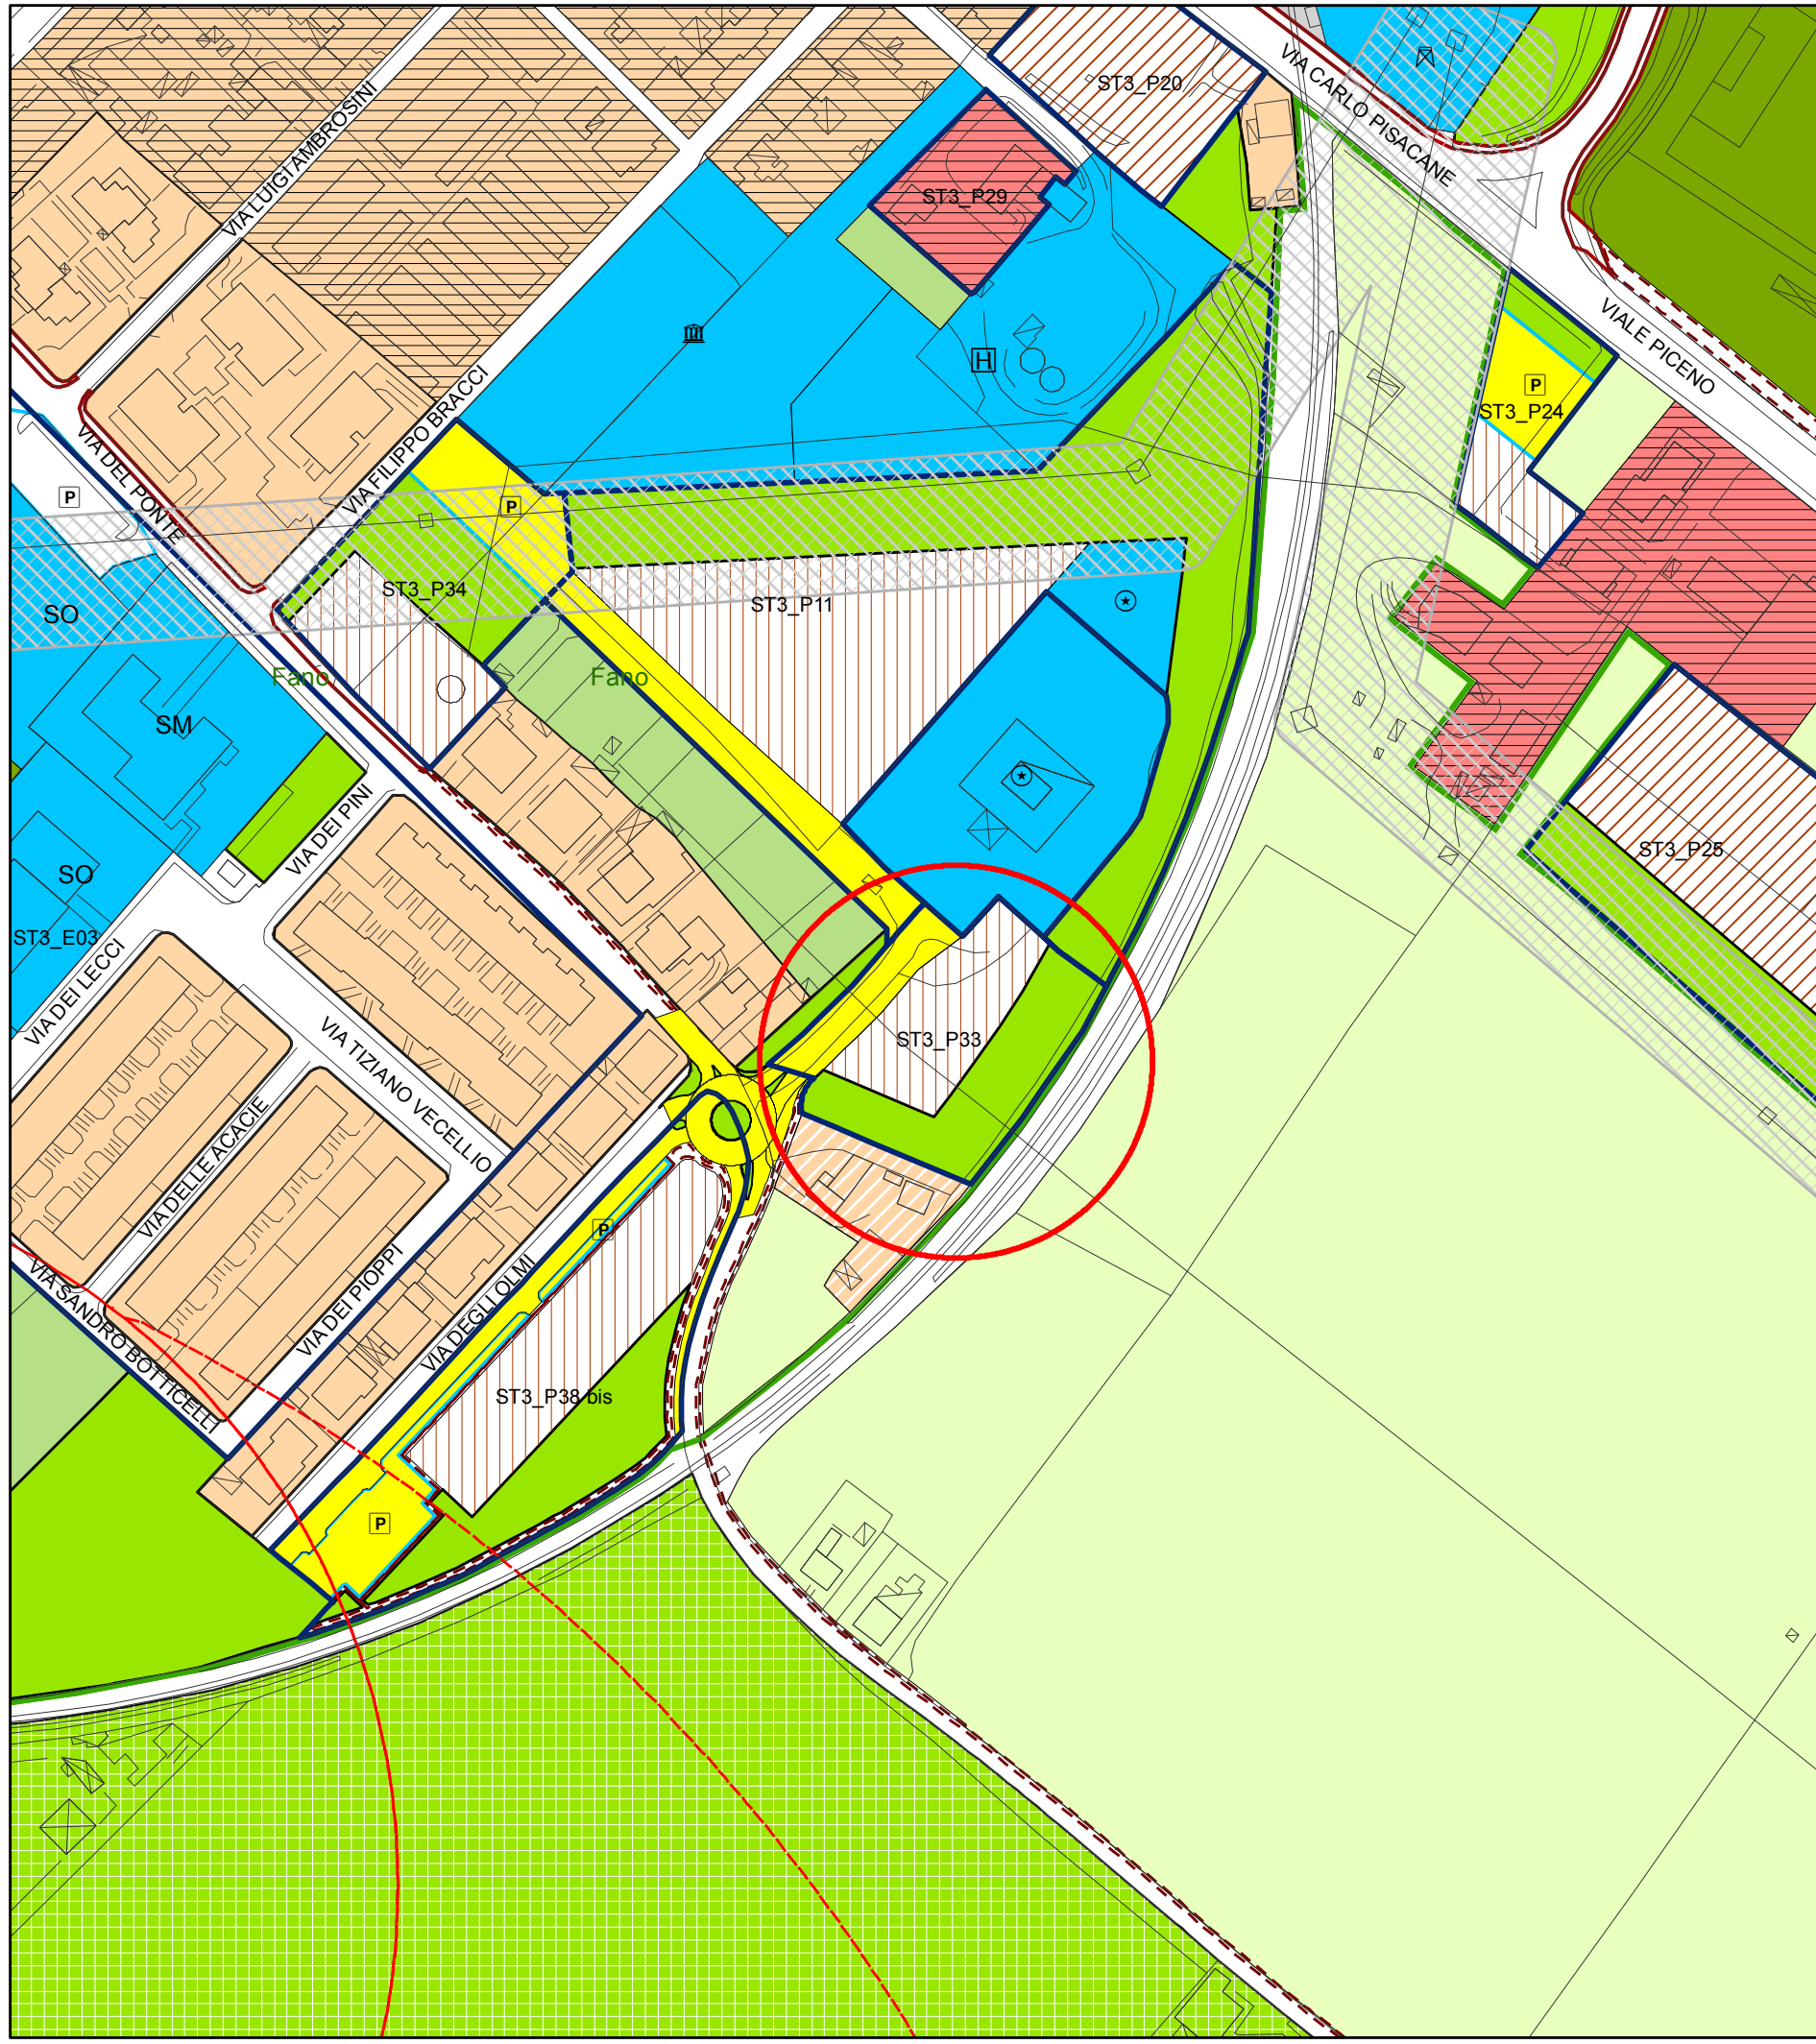 ST3_P20
VIA CARLO PISACANE
VIA LUIGI AMBROSINI
ST3_P29
VIALE PICENO
H
P
ST3_P24
VIA FILIPPO BRACCI
VIA DEL PONTE
P
P
ST3_P34
ST3_P11
SO
Fano
Fano
SM
VIA DEI PINI
ST3_P25
SO
ST3_E03
VIA DEI LECCI
VIA TIZIANO VECELLIO
ST3_P33
VIA DELLE ACACIE
P
VIA DEI PIOPPI
VIA DEGLI OLMI
VIA SANDRO BOTTICELLI
ST3_P38 bis
P